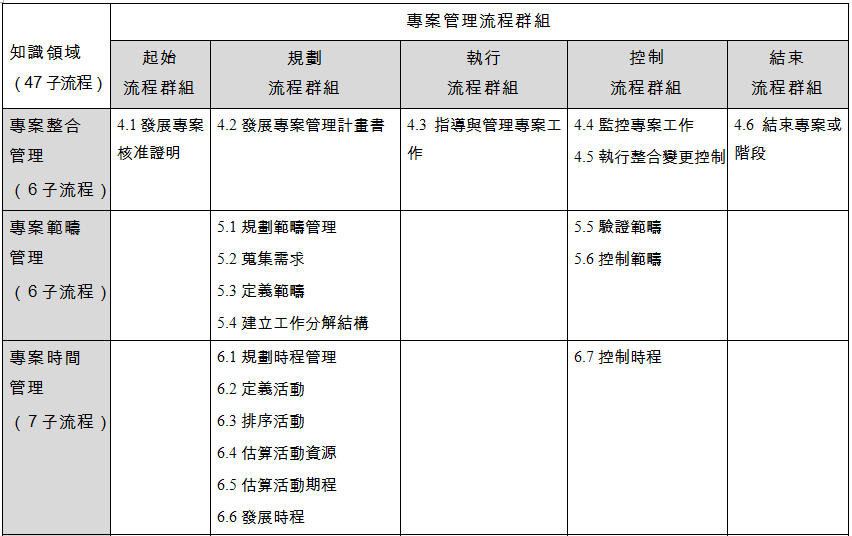 專案管理流程群組
知識領域
（47子流程）
起始
流程群組
規劃
流程群組
執行
流程群組
控制
流程群組
結束
流程群組
專案整合
管理
（6子流程）
4.1 發展專案
核准證明
4.2 發展專案管理計畫書
4.3 指導與管理專案工
作
4.4 監控專案工作
4.5 執行整合變更控制
4.6 結束專案或
階段
專案範疇
管理
（6子流程）
5.1 規劃範疇管理
5.2 蒐集需求
5.3 定義範疇
5.4 建立工作分解結構
5.5 驗證範疇
5.6 控制範疇
專案時間
管理
（7子流程）
6.1 規劃時程管理
6.2 定義活動
6.3 排序活動
6.4 估算活動資源
6.5 估算活動期程
6.6 發展時程
6.7 控制時程